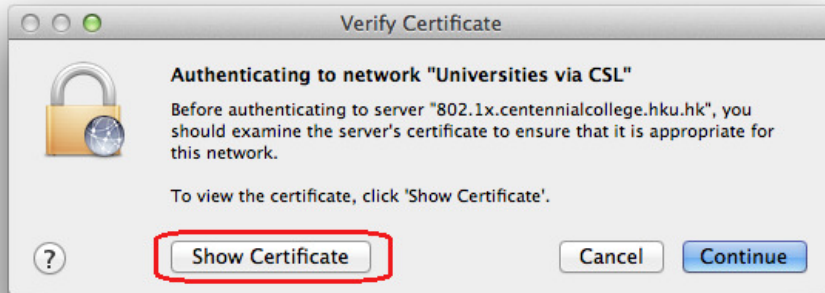 Verify Certificate
Authenticating to network "Universities via CSL"
Before authenticating to server "802.1x.centennialcollege.hku.hk", you
should examine the server's certificate to ensure that it is appropriate for
this network.
To view the certificate, click 'Show Certificate'.
?
Show Certificate
Cancel
Continue